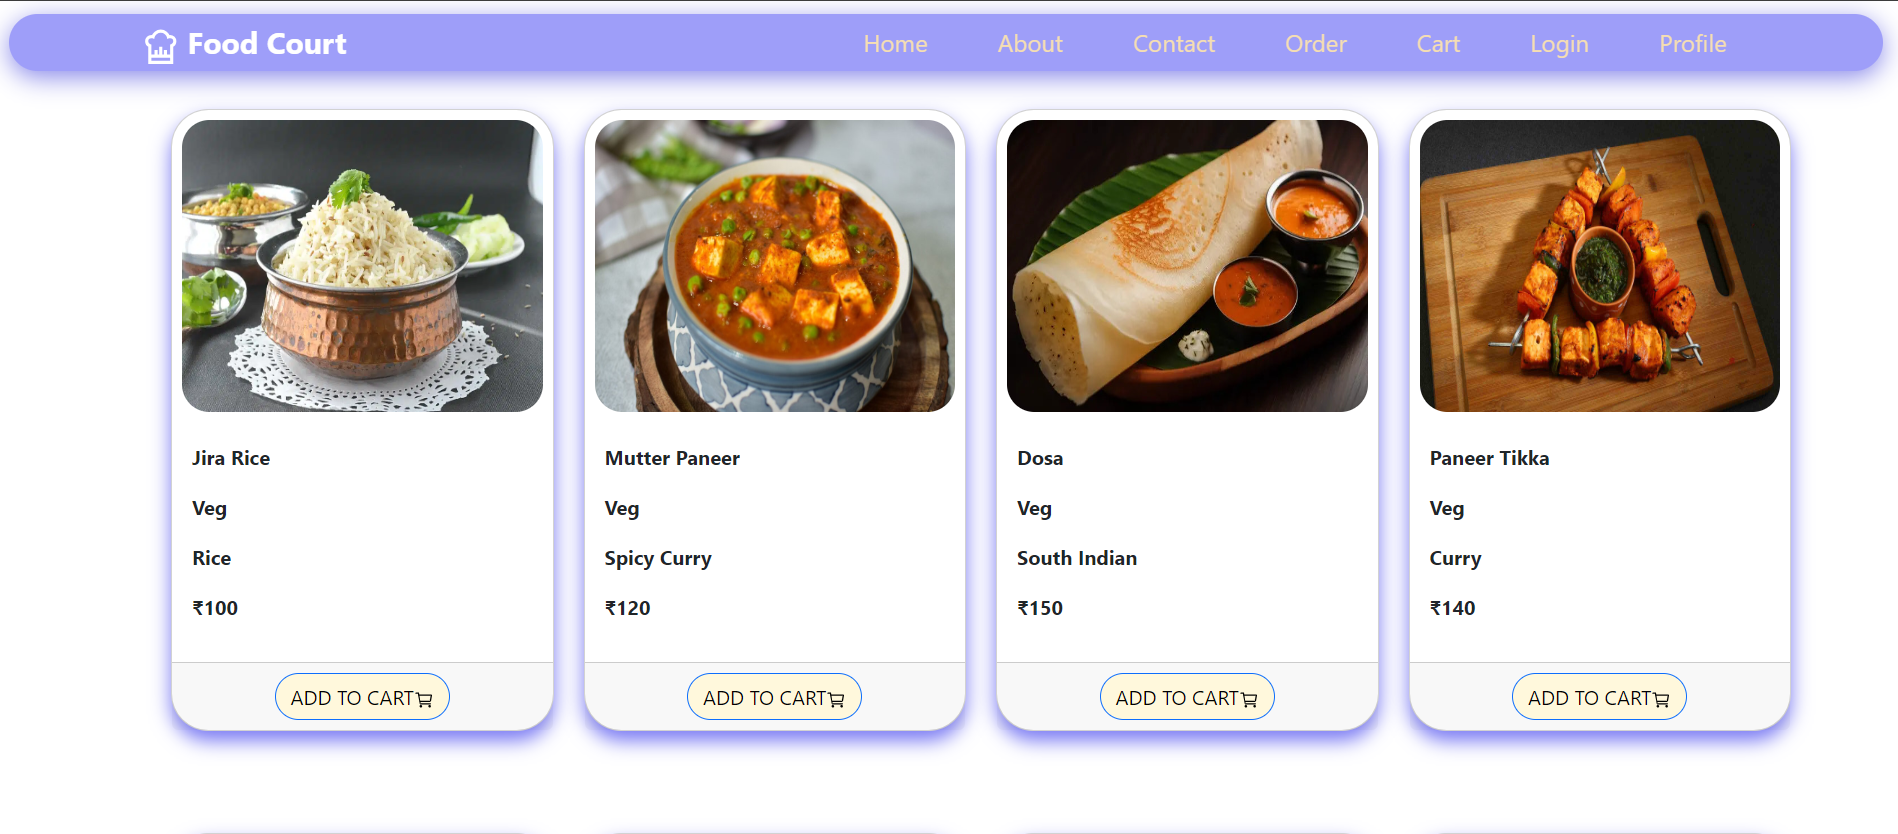 Food Court Home About Contact Order Cart Login Profile
Jira Rice
Veg
Rice
₹100
ADD TO CART
Mutter Paneer
Veg
Spicy Curry
₹120
ADD TO CART
Dosa
Veg
South Indian
₹150
ADD TO CART
Paneer Tikka
Veg
Curry
₹140
ADD TO CART